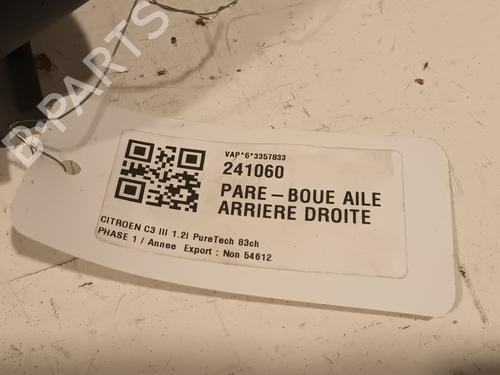 B-PARTS
VAP*6*3357833
241060
PARE-BOUE AILE
ARRIERE DROITE
CITROEN C3 III 1.2i PureTech 83ch
PHASE 1 / Annee Export : Non 54612